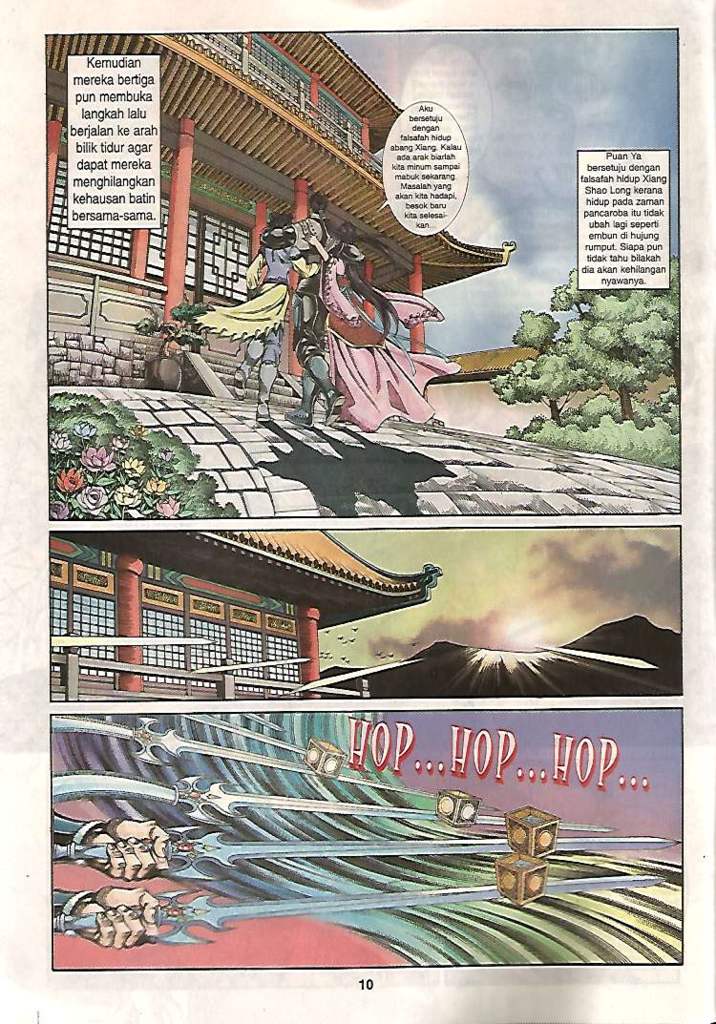 Kemudian
mereka bertiga
pun membuka
langkah lalu
berjalan ke arah
bilik tidur agar
dapat mereka
menghilangkan
kehausan batin
bersama-sama.
Aku
bersetuju
dengan
falsafah hidup
abang Xiang. Kalau
ada arak biarlah
kita minum sampai
mabuk sekarang.
Masalah yang
akan kita hadapi,
besok baru
kita selesai-
kan...
Puan Ya
bersetuju dengan
falsafah hidup Xiang
Shao Long kerana
hidup pada zaman
pancaroba itu tidak
ubah lagi seperti
embun di hujung
rumput. Siapa pun
tidak tahu bilakah
dia akan kehilangan
nyawanya.
HOP...HOP...HOP...
10